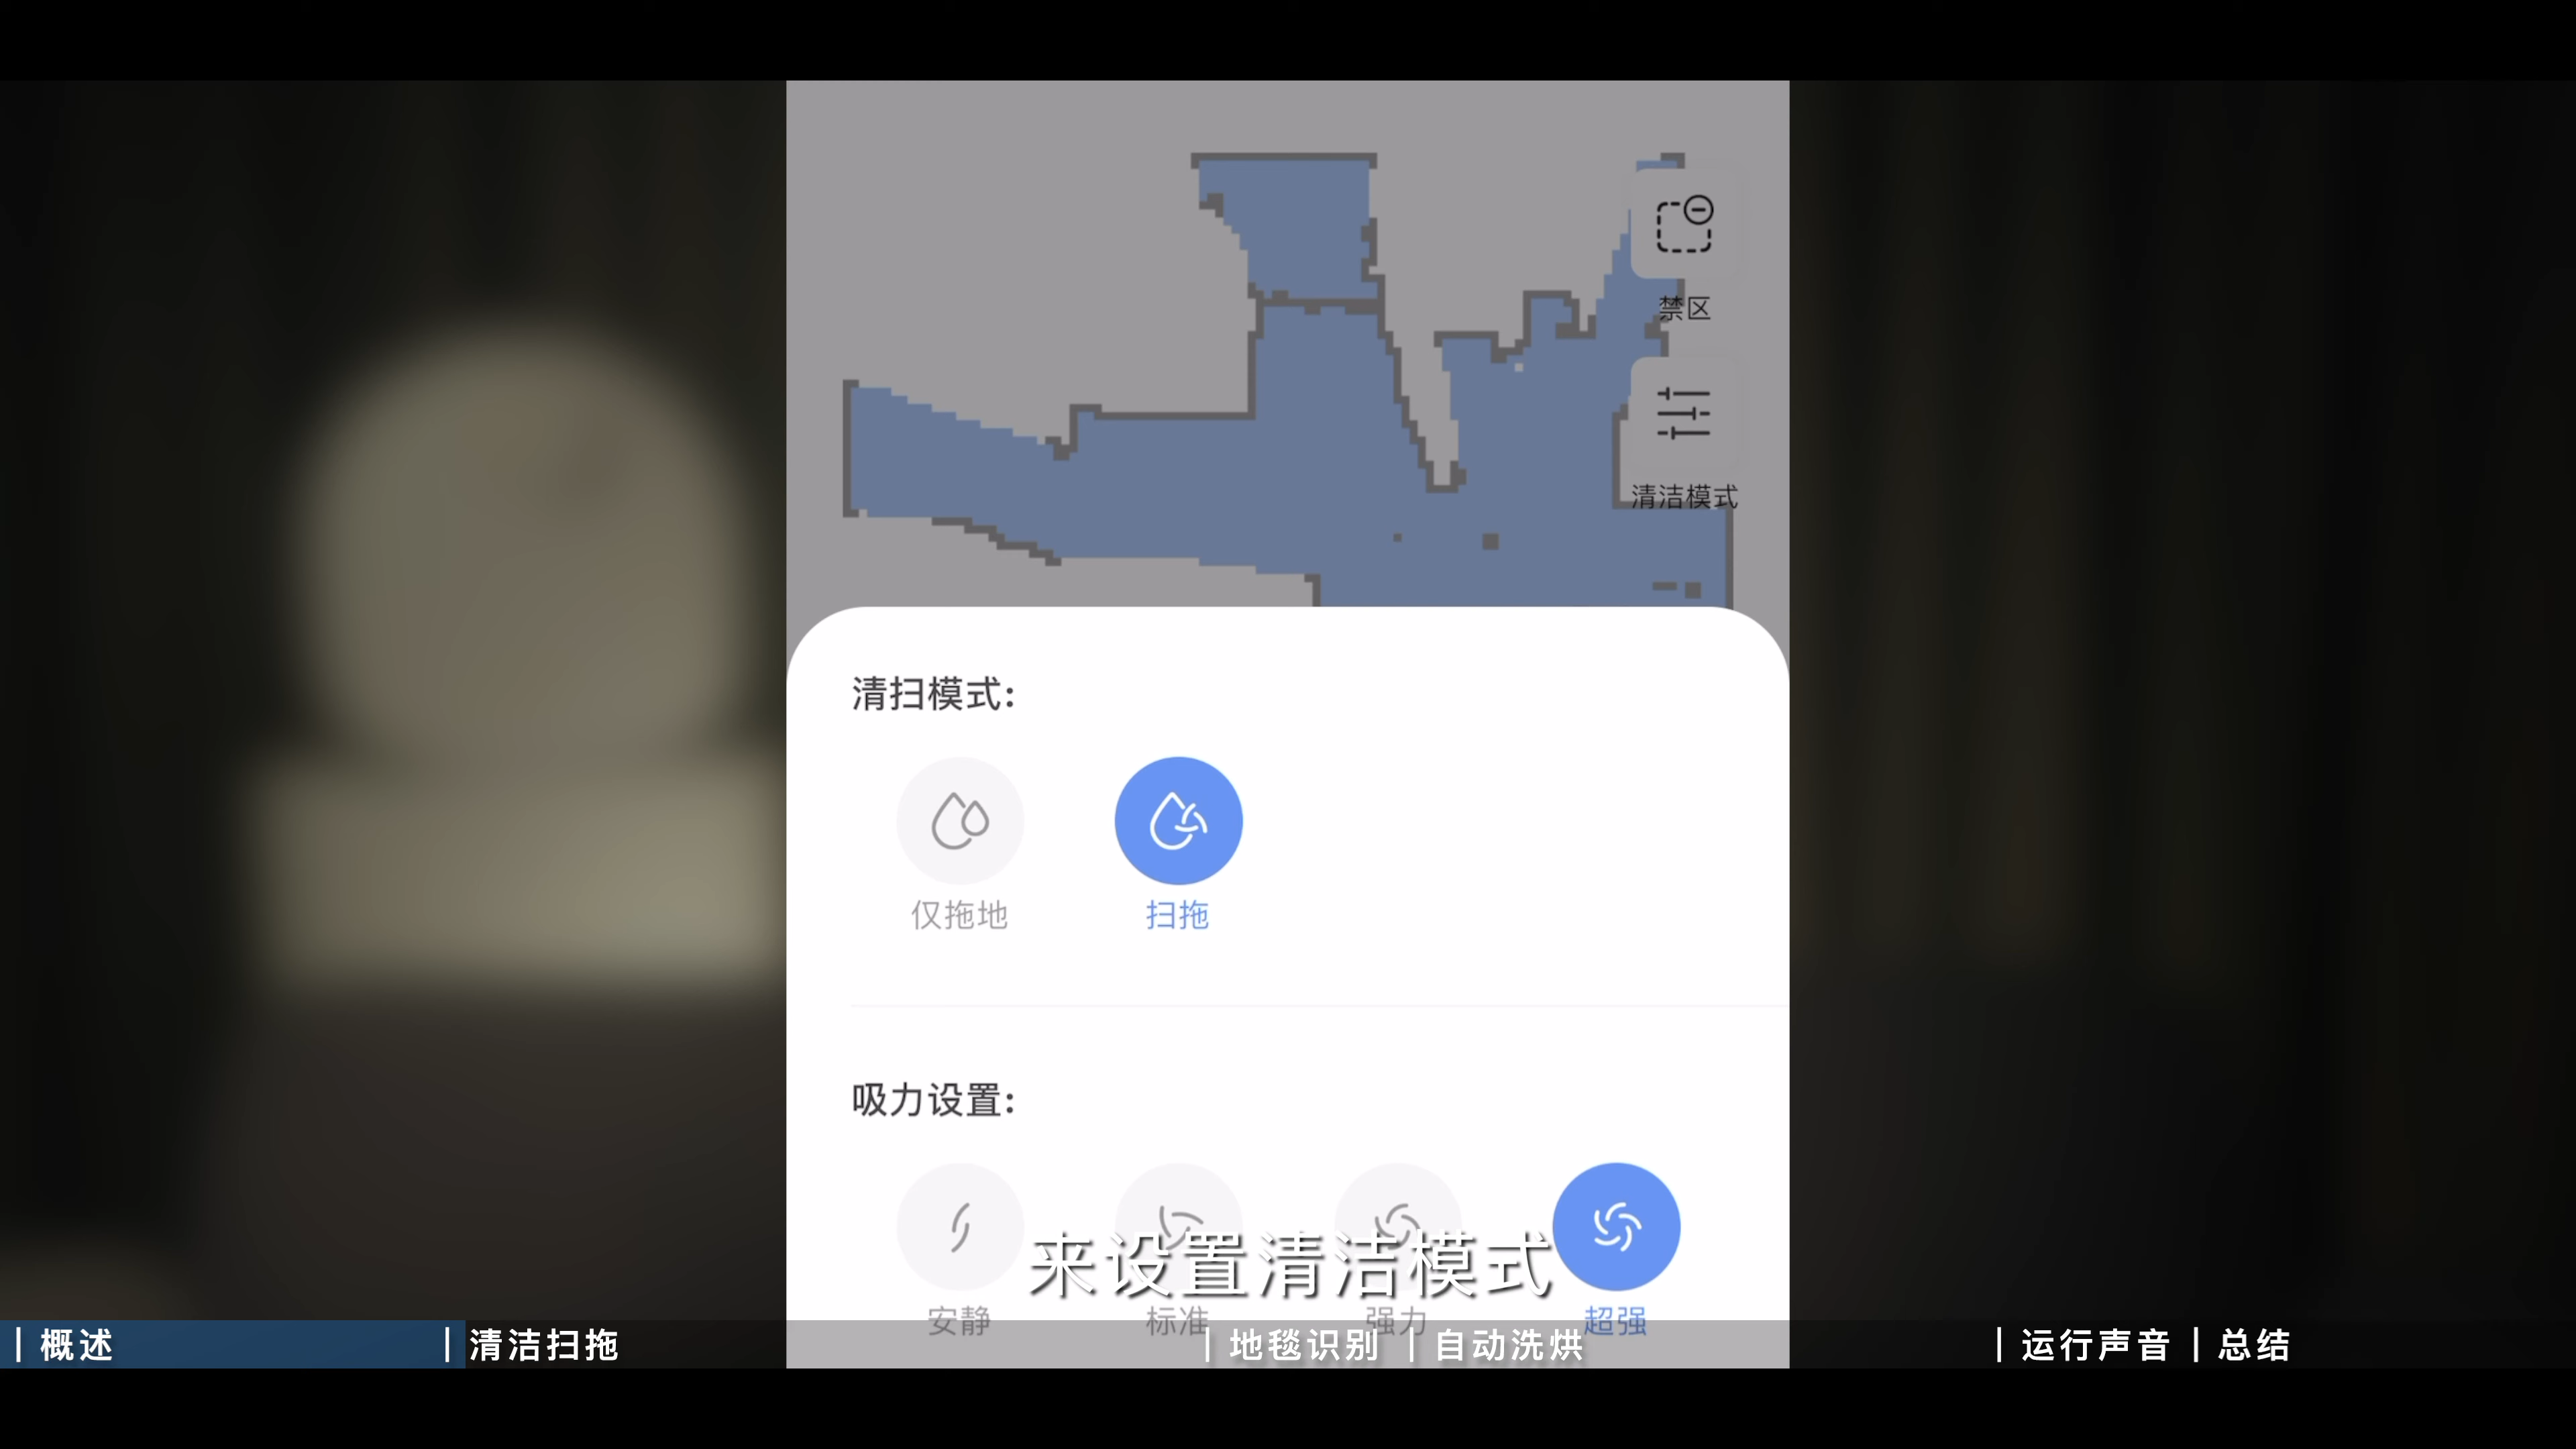 禁区
清洁模式
清扫模式:
仅拖地 扫拖
吸力设置:
来设置清洁模式
安静 标准 强力 超强
| 概述 | 清洁扫拖 | 地毯识别 | 自动洗烘 | 运行声音 | 总结